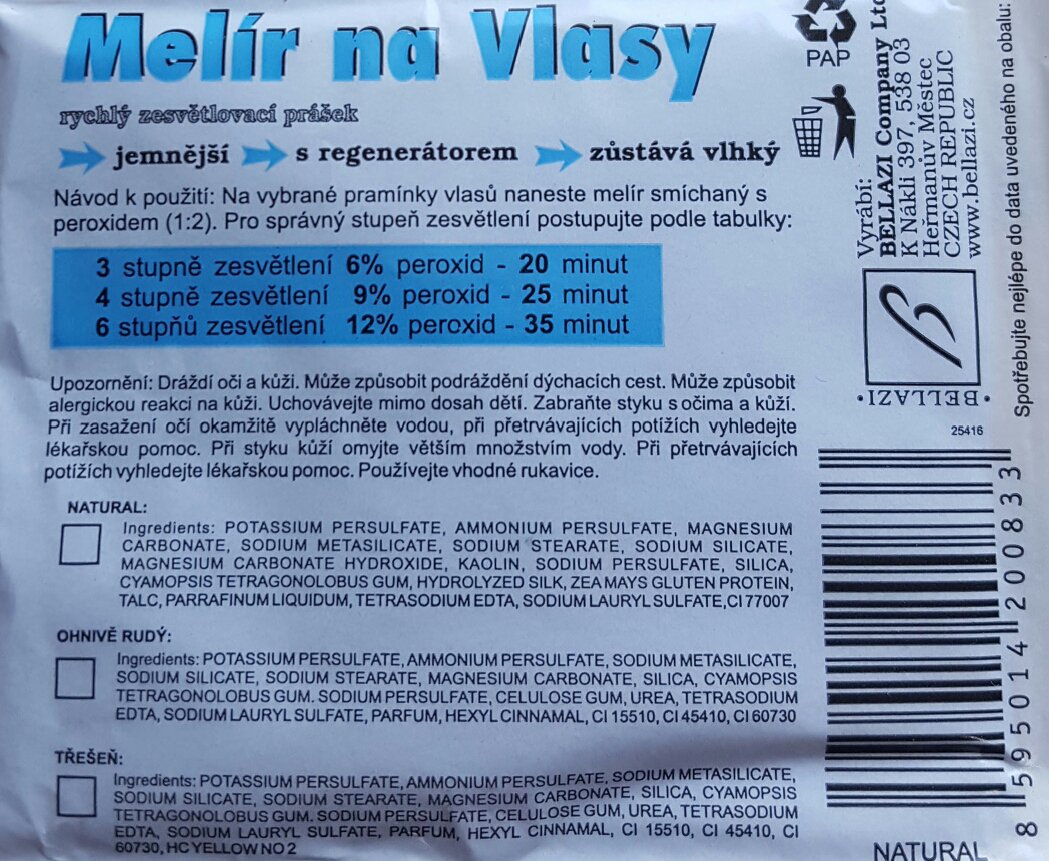 Melír na Vlasy
rychlý zesvětlovací prášek
jemnější s regenerátorem zůstává vlhký
Návod k použití: Na vybrané pramínky vlasů naneste melír smíchaný s
peroxidem (1:2). Pro správný stupeň zesvětlení postupujte podle tabulky:
3 stupně zesvětlení 6% peroxid - 20 minut
4 stupně zesvětlení 9% peroxid - 25 minut
6 stupňů zesvětlení 12% peroxid - 35 minut
Upozornění: Dráždí oči a kůži. Může způsobit podráždění dýchacích cest. Může způsobit
alergickou reakci na kůži. Uchovávejte mimo dosah dětí. Zabraňte styku s očima a kůží.
Při zasažení očí okamžitě vypláchněte vodou, při přetrvávajících potížích vyhledejte
lékařskou pomoc. Při styku kůží omyjte větším množstvím vody. Při přetrvávajících
potížích vyhledejte lékařskou pomoc. Používejte vhodné rukavice.
NATURAL:
Ingredients: POTASSIUM PERSULFATE, AMMONIUM PERSULFATE, MAGNESIUM
CARBONATE, SODIUM METASILICATE, SODIUM STEARATE, SODIUM SILICATE,
MAGNESIUM CARBONATE HYDROXIDE, KAOLIN, SODIUM PERSULFATE, SILICA,
CYAMOPSIS TETRAGONOLOBUS GUM, HYDROLYZED SILK, ZEA MAYS GLUTEN PROTEIN,
TALC, PARRAFINUM LIQUIDUM, TETRASODIUM EDTA, SODIUM LAURYL SULFATE,CI 77007
OHNIVĚ RUDÝ:
Ingredients: POTASSIUM PERSULFATE, AMMONIUM PERSULFATE, SODIUM METASILICATE,
SODIUM SILICATE, SODIUM STEARATE, MAGNESIUM CARBONATE, SILICA, CYAMOPSIS
TETRAGONOLOBUS GUM. SODIUM PERSULFATE, CELULOSE GUM, UREA, TETRASODIUM
EDTA, SODIUM LAURYL SULFATE, PARFUM, HEXYL CINNAMAL, CI 15510, CI 45410, CI 60730
TŘEŠEŇ:
Ingredients: POTASSIUM PERSULFATE, AMMONIUM PERSULFATE, SODIUM METASILICATE,
SODIUM SILICATE, SODIUM STEARATE, MAGNESIUM CARBONATE, SILICA, CYAMOPSIS
TETRAGONOLOBUS GUM. SODIUM PERSULFATE, CELULOSE GUM, UREA, TETRASODIUM
EDTA, SODIUM LAURYL SULFATE, PARFUM, HEXYL CINNAMAL, CI 15510, CI 45410, CI
60730, HC YELLOW NO 2
PAP
Vyrábí:
BELLAZI Company Ltd
K Nákli 397, 538 03
Heřmanův Městec
CZECH REPUBLIC
www.bellazi.cz
•BELLAZI•
Spotřebujte nejlépe do data uvedeného na obalu:
25416
8 595014 200833
NATURAL